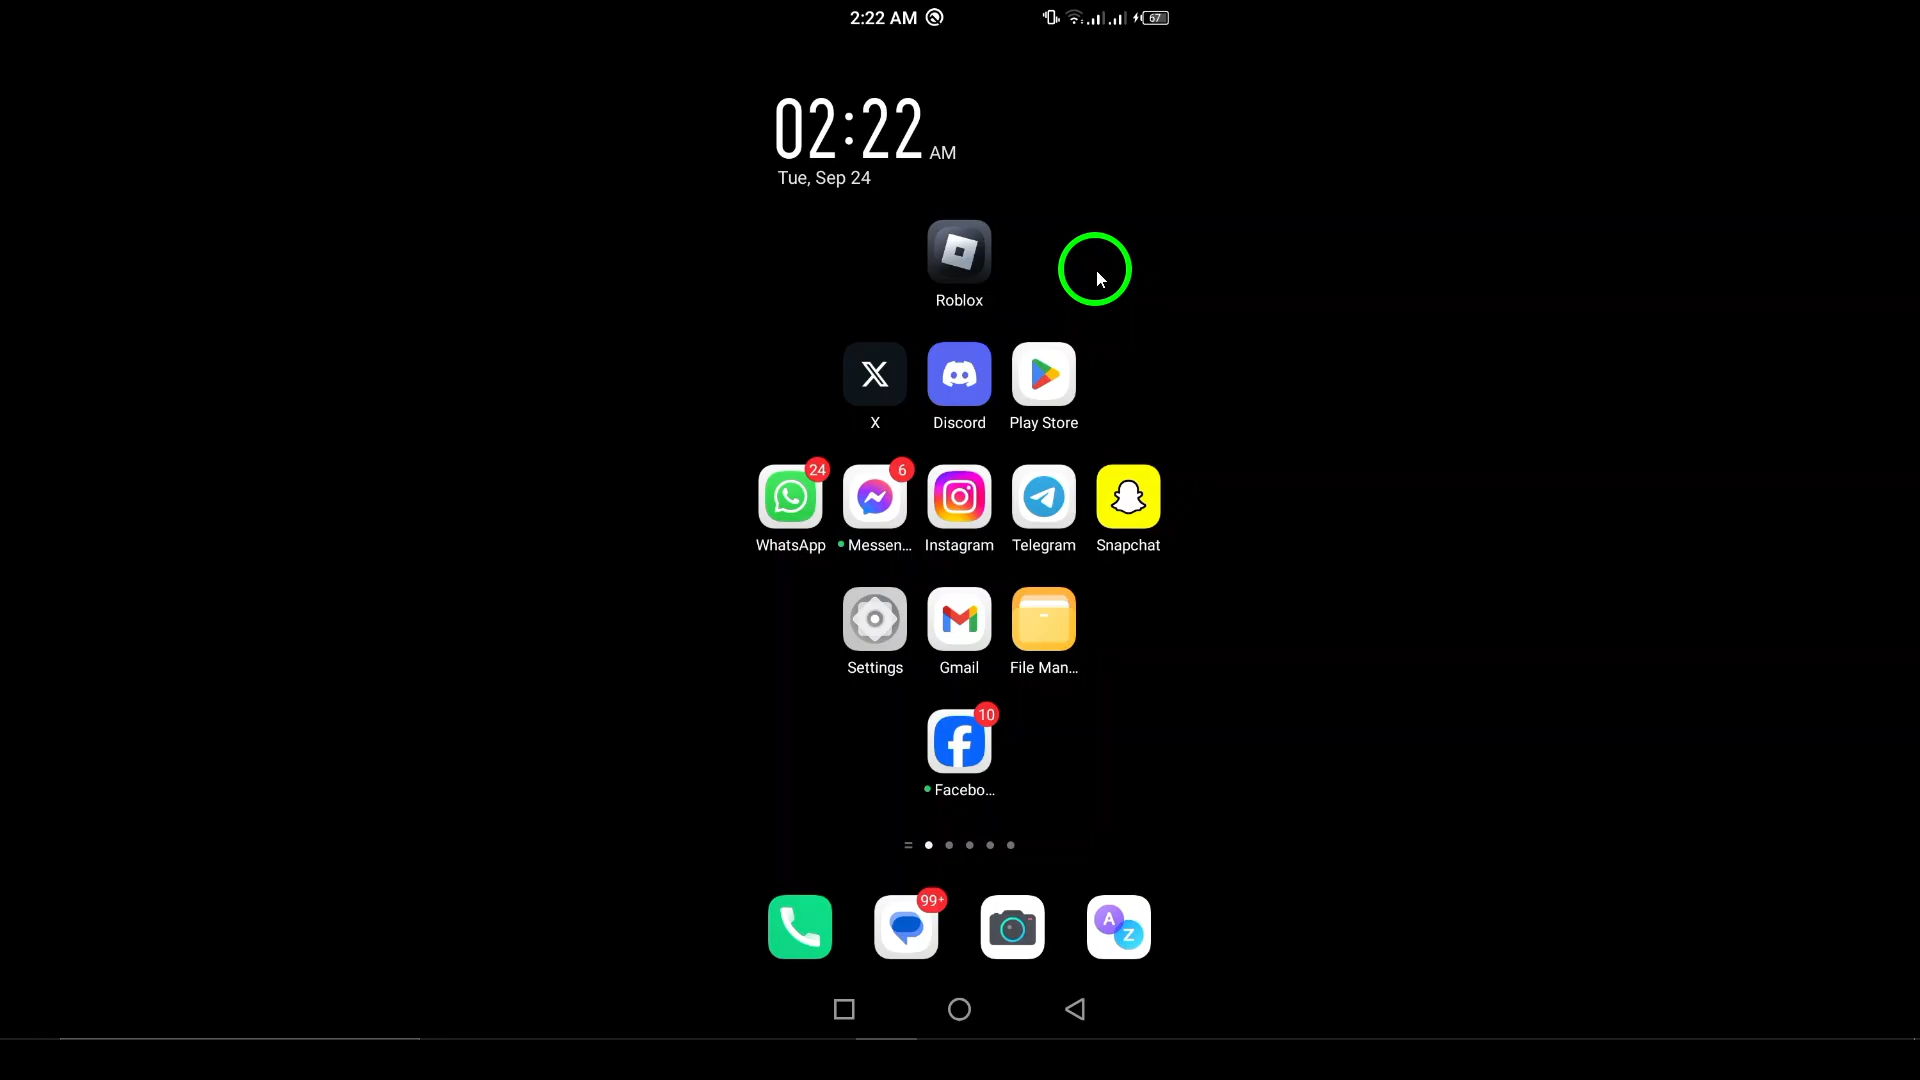 2:22 AM
67
02:22 AM
Tue, Sep 24
Roblox
X
Discord
Play Store
24
6
WhatsApp
Messen...
Instagram
Telegram
Snapchat
Settings
Gmail
File Man...
10
Facebo...
99+
A
Z